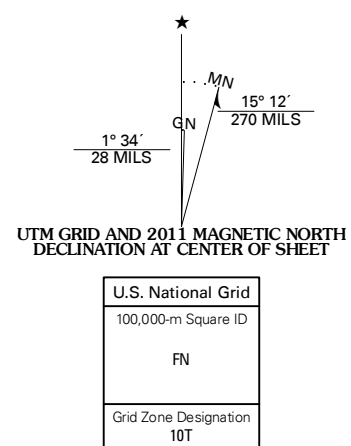 ★
MN
15° 12´
270 MILS
GN
1° 34´
28 MILS
UTM GRID AND 2011 MAGNETIC NORTH
DECLINATION AT CENTER OF SHEET
U.S. National Grid
100,000-m Square ID
FN
Grid Zone Designation
10T